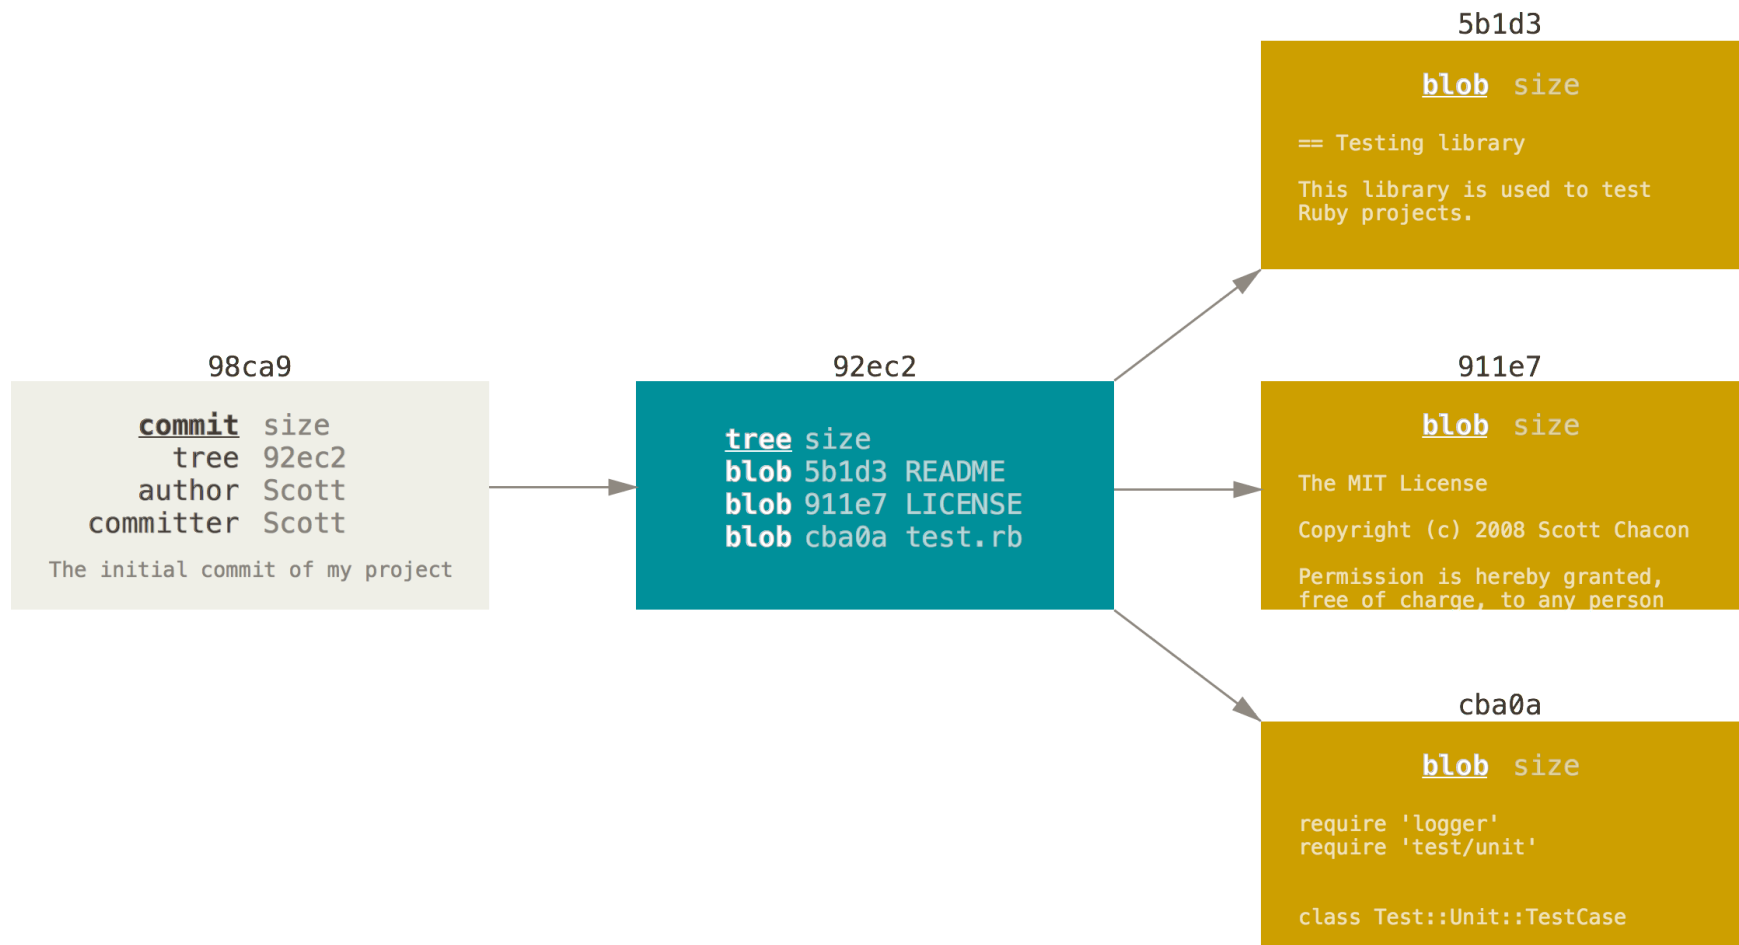 98ca9
commit size
tree 92ec2
author Scott
committer Scott
The initial commit of my project
92ec2
tree size
blob 5b1d3 README
blob 911e7 LICENSE
blob cba0a test.rb
5b1d3
blob size
== Testing library
This library is used to test
Ruby projects.
911e7
blob size
The MIT License
Copyright (c) 2008 Scott Chacon
Permission is hereby granted,
free of charge, to any person
cba0a
blob size
require 'logger'
require 'test/unit'
class Test::Unit::TestCase